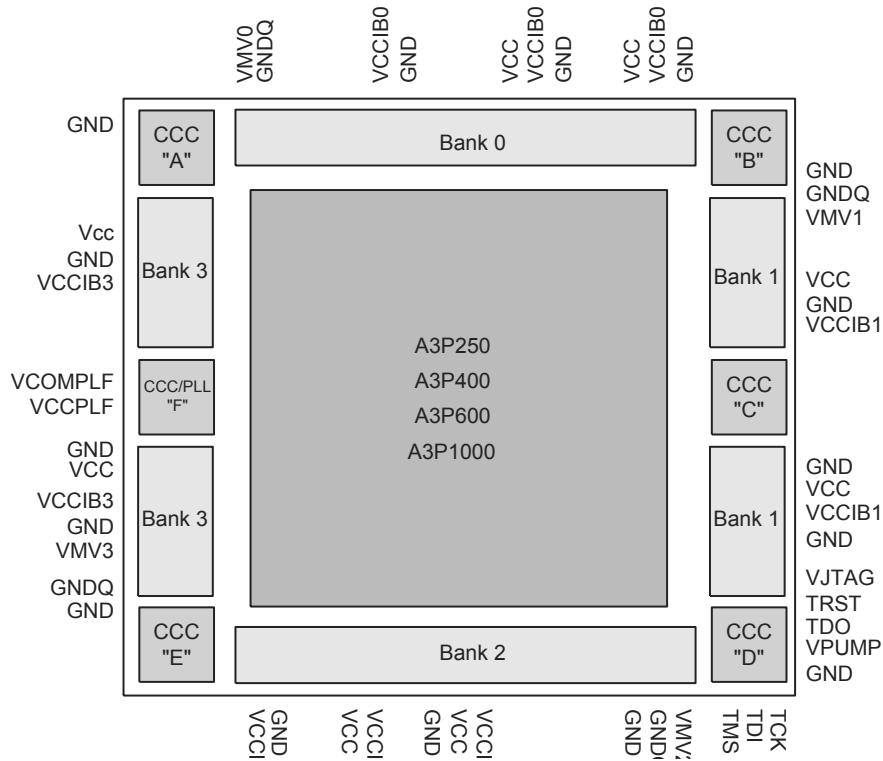 VMV0
GNDQ
VCCIB0
GND
VCC
VCCIB0
GND
VCC
VCCIB0
GND
GND
CCC
"A"
Bank 0
CCC
"B"
GND
GNDQ
VMV1
Vcc
GND
VCCIB3
Bank 3
Bank 1
VCC
GND
VCCIB1
A3P250
A3P400
A3P600
A3P1000
VCOMPLF
VCCPLF
CCC/PLL
"F"
CCC
"C"
GND
VCC
VCCIB3
GND
VMV3
Bank 3
Bank 1
GND
VCC
VCCIB1
GND
GNDQ
GND
VJTAG
TRST
TDO
VPUMP
GND
CCC
"E"
Bank 2
CCC
"D"
GND
VCC
GND
VCC
GND
VMV2
TMS
TDI
TCK